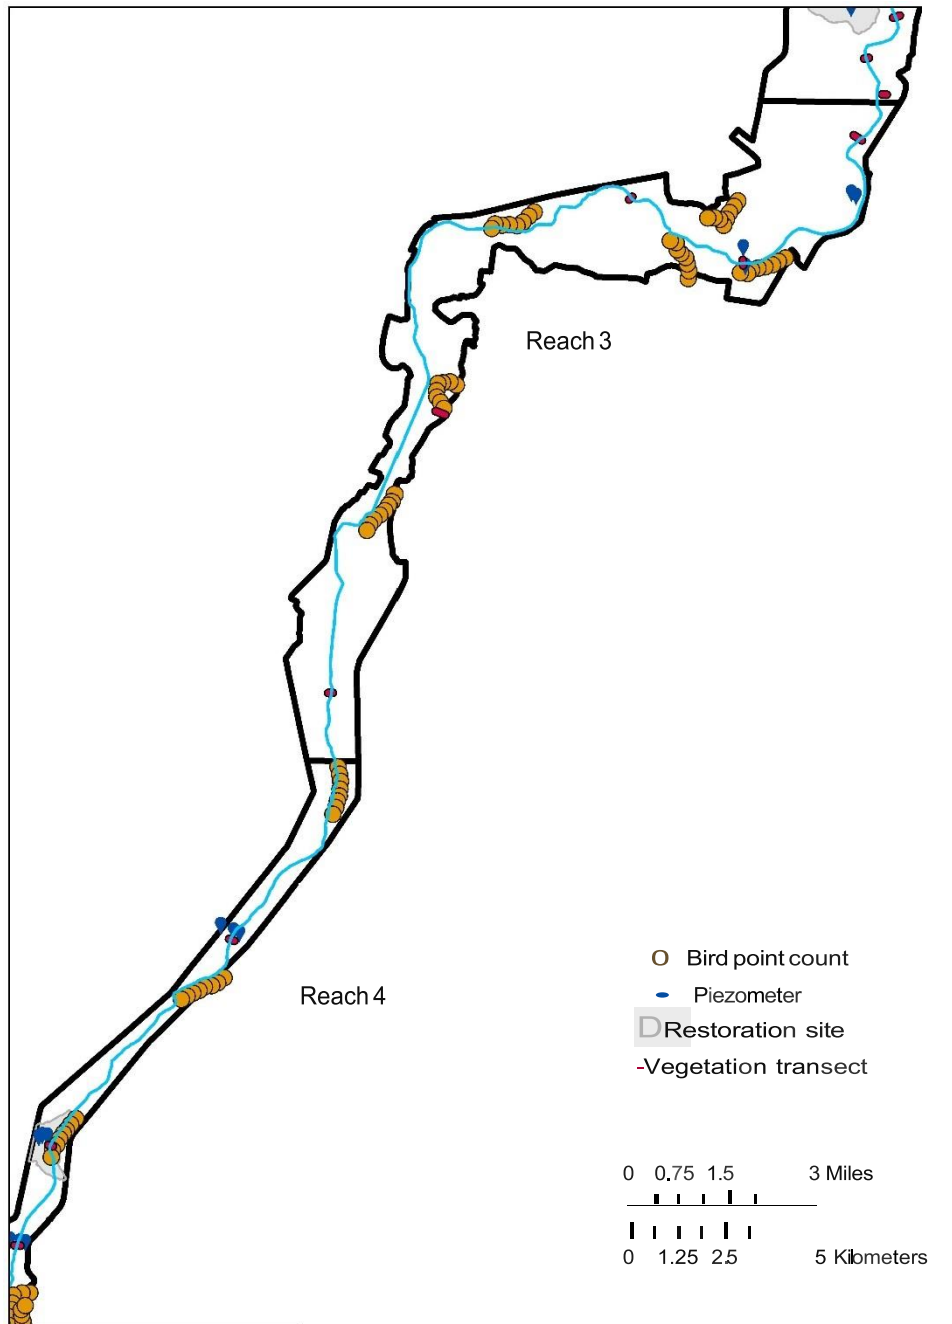 Reach 3
Reach 4
O Bird point count
Piezometer
D Restoration site
-Vegetation transect
0 0.75 1.5 3 Miles
0 1.25 2.5 5 Kilometers